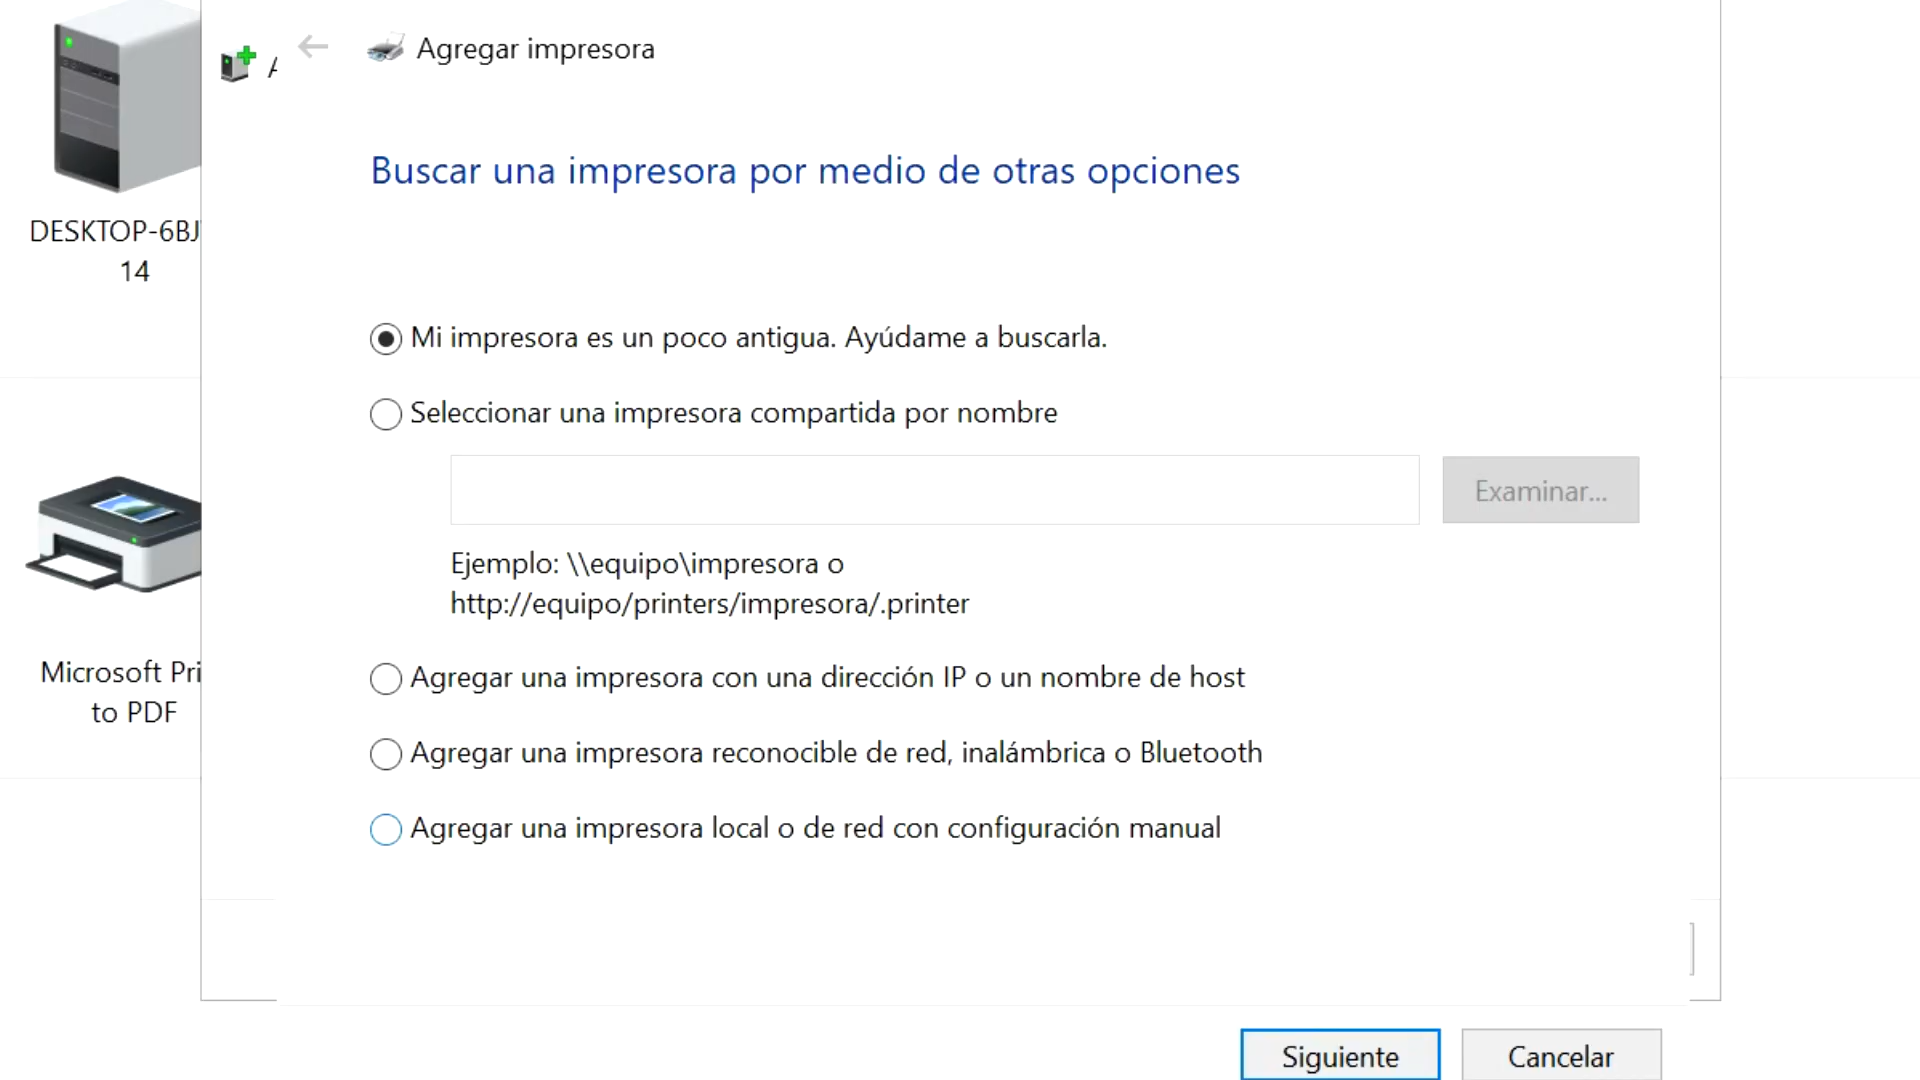 Agregar impresora
Buscar una impresora por medio de otras opciones
DESKTOP-6BJ
14
Mi impresora es un poco antigua. Ayúdame a buscarla.
Seleccionar una impresora compartida por nombre
Examinar...
Ejemplo: \\equipo\impresora o
http://equipo/printers/impresora/.printer
Microsoft Pri
to PDF
Agregar una impresora con una dirección IP o un nombre de host
Agregar una impresora reconocible de red, inalámbrica o Bluetooth
Agregar una impresora local o de red con configuración manual
Siguiente
Cancelar